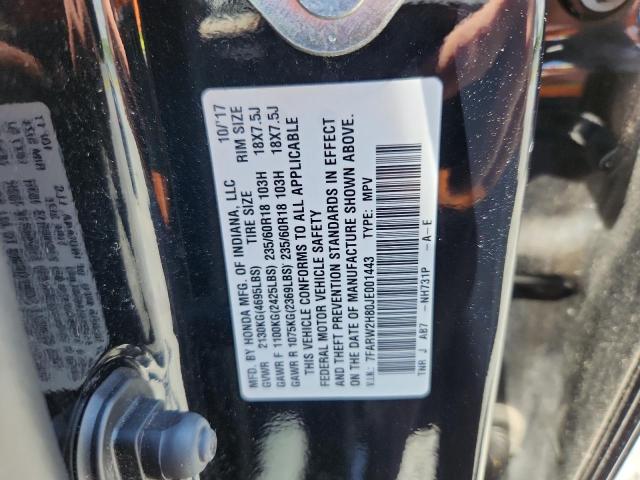 MFD. BY HONDA MFG. OF INDIANA, LLC 10/'17
GVWR 2130KG(4695LBS) TIRE SIZE RIM SIZE
GAWR F 1100KG(2425LBS) 235/60R18 103H 18X7.5J
GAWR R 1075KG(2369LBS) 235/60R18 103H 18X7.5J
THIS VEHICLE CONFORMS TO ALL APPLICABLE
FEDERAL MOTOR VEHICLE SAFETY
AND THEFT PREVENTION STANDARDS IN EFFECT
ON THE DATE OF MANUFACTURE SHOWN ABOVE.
V.I.N.: 7FARW2H80JE001443 TYPE: MPV
TNR J AB7 - NH731P - A - E